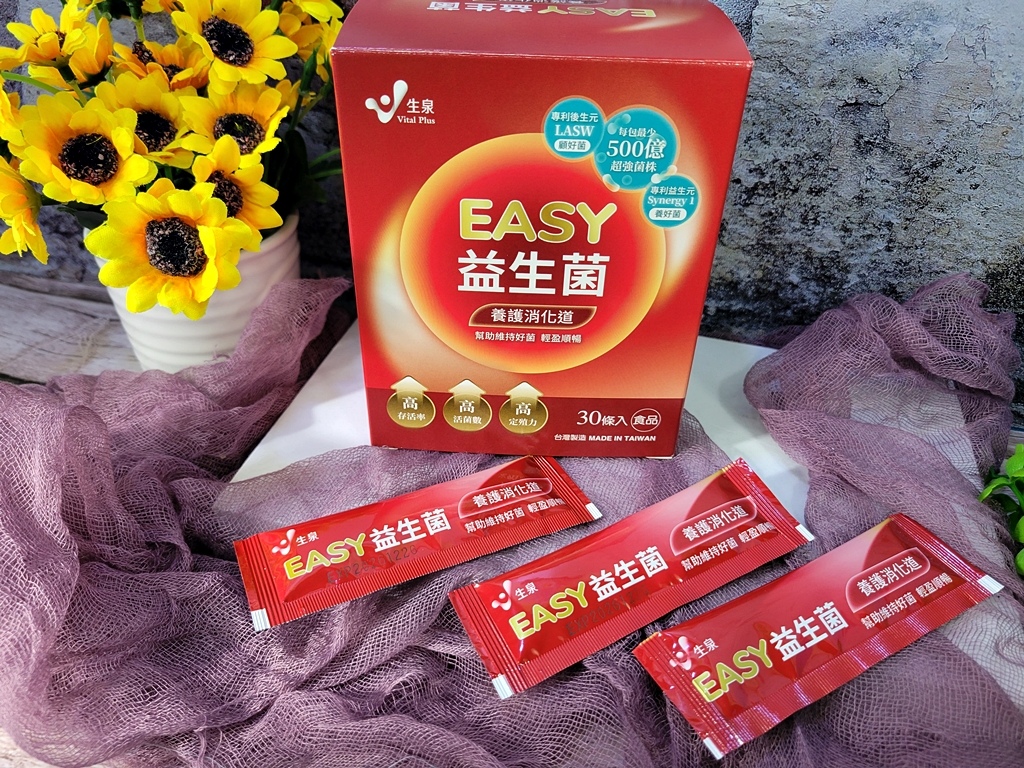 EASY益生菌
養護消化道
生泉
Vital Plus
專利後生元
LASW
顧好菌
每包最少
500億
超強菌株
專利益生元
Synergy 1
養好菌
EASY
益生菌
養護消化道
幫助維持好菌 輕盈順暢
高
存活率
高
活菌數
高
定殖力
30條入 食品
台灣製造 MADE IN TAIWAN
生泉
EASY益生菌
養護消化道
幫助維持好菌 輕盈順暢
生泉
EASY益生菌
養護消化道
幫助維持好菌 輕盈順暢
生泉
EASY益生菌
養護消化道
幫助維持好菌 輕盈順暢